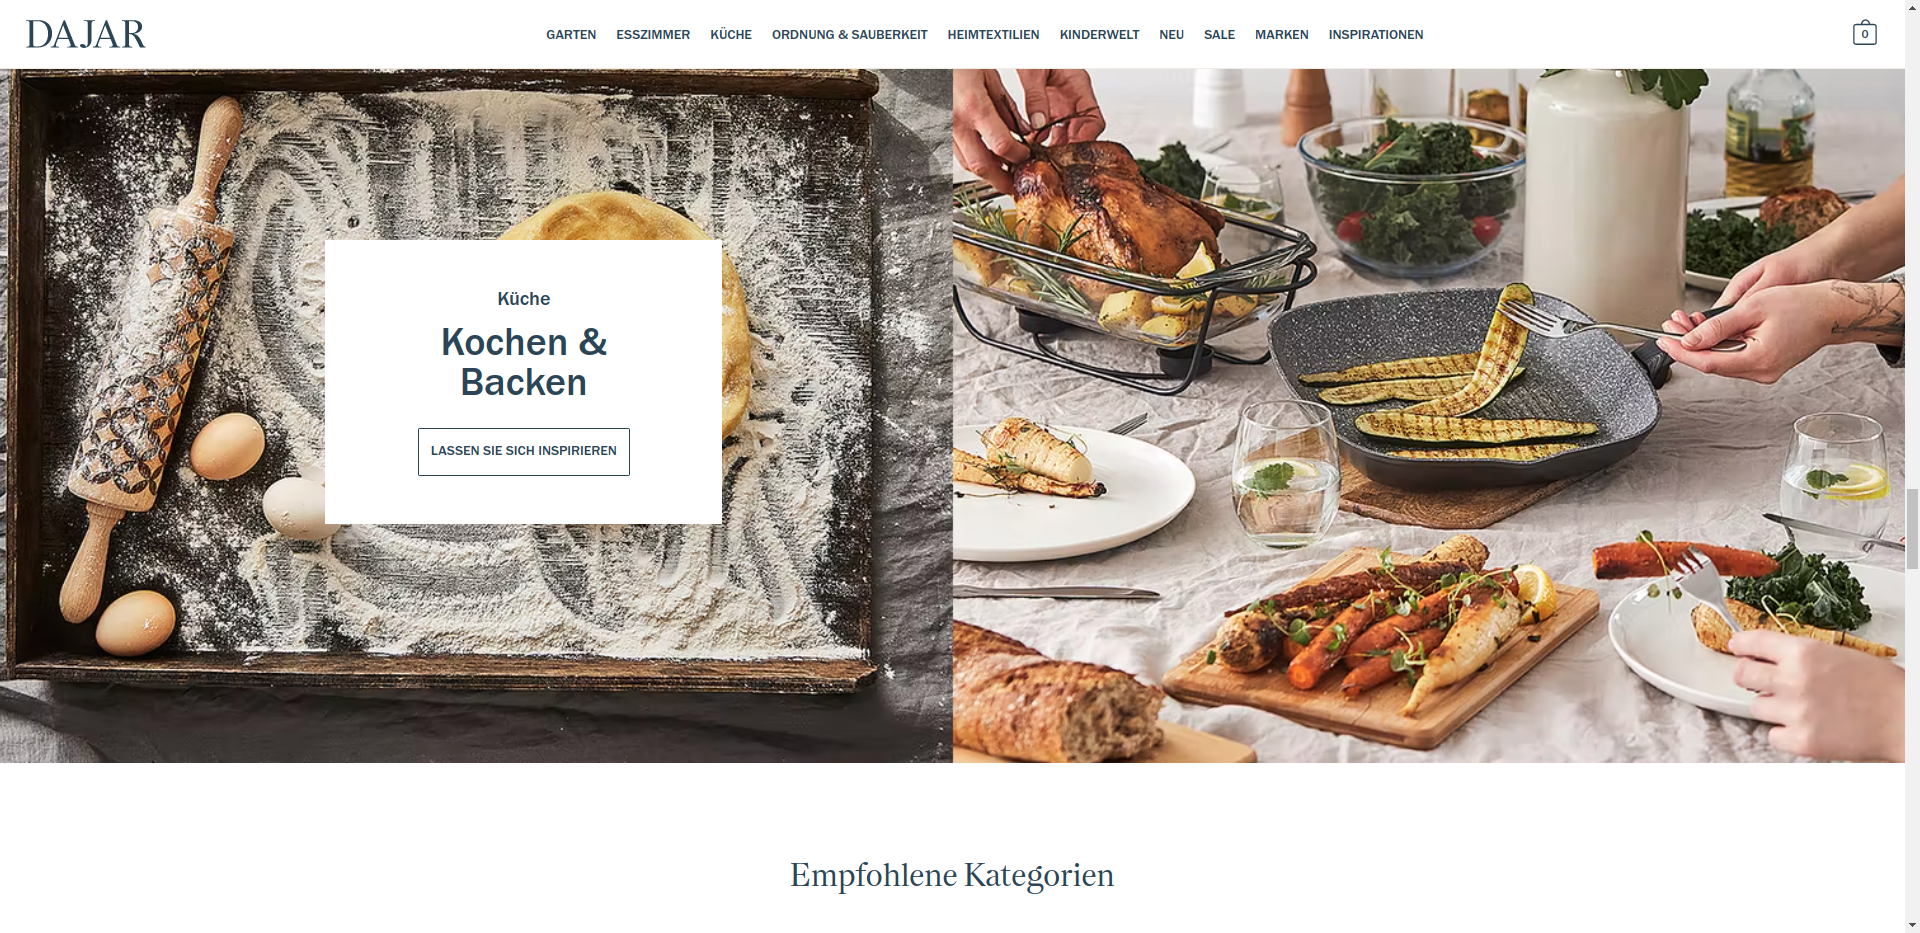 DAJAR
GARTEN ESSZIMMER KÜCHE ORDNUNG & SAUBERKEIT HEIMTEXTILIEN KINDERWELT NEU SALE MARKEN INSPIRATIONEN
0
Küche
Kochen &
Backen
LASSEN SIE SICH INSPIRIEREN
Empfohlene Kategorien